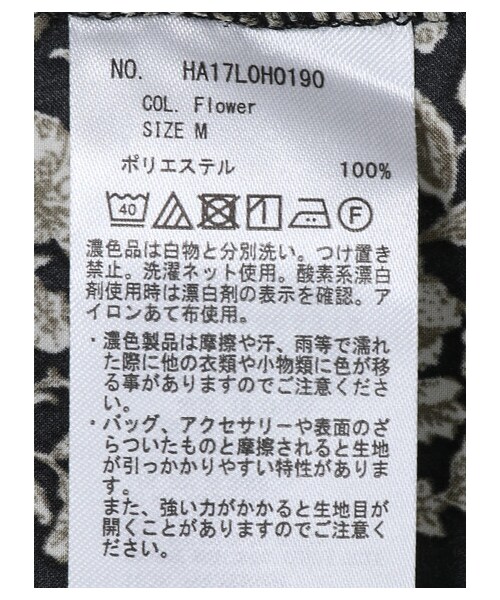 NO. HA17L0H0190
COL. Flower
SIZE M
ポリエステル 100%
40 F
濃色品は白物と分別洗い。つけ置き
禁止。洗濯ネット使用。酸素系漂白
剤使用時は漂白剤の表示を確認。ア
イロンあて布使用。
・濃色製品は摩擦や汗、雨等で濡れ
た際に他の衣類や小物類に色が移
る事がありますのでご注意くださ
い。
・バッグ、アクセサリーや表面のざ
らついたものと摩擦されると生地
が引っかかりやすい特性がありま
す。
また、強い力がかかると生地目が
開くことがありますのでご注意く
ださい。